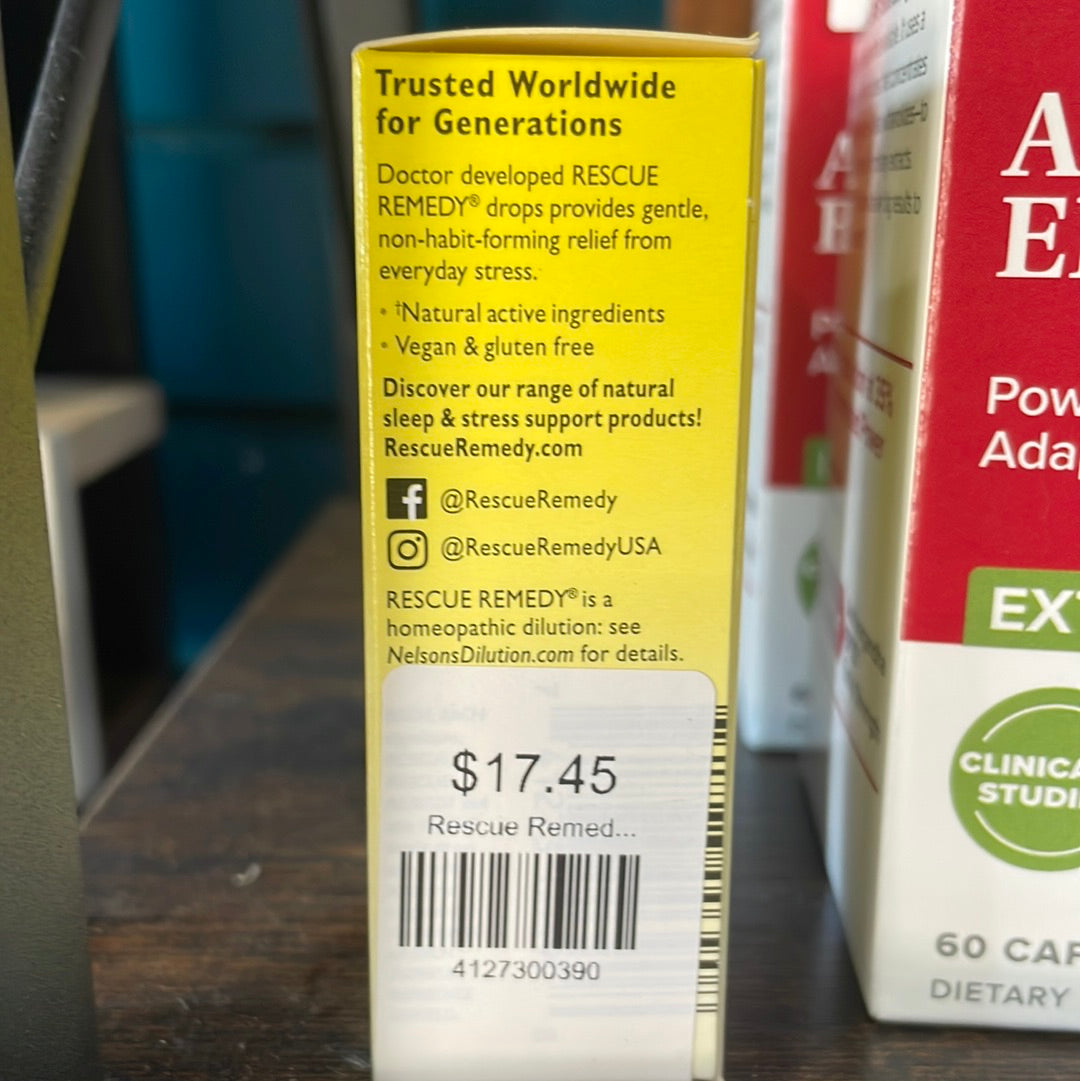 Trusted Worldwide
for Generations
Doctor developed RESCUE
REMEDY® drops provides gentle,
non-habit-forming relief from
everyday stress.
• †Natural active ingredients
• Vegan & gluten free
Discover our range of natural
sleep & stress support products!
RescueRemedy.com
@RescueRemedy
@RescueRemedyUSA
RESCUE REMEDY® is a
homeopathic dilution: see
NelsonsDilution.com for details.
$17.45
Rescue Remed...
4127300390
A
E
Pow
Ada
EXT
CLINICA
STUDI
60 CAP
DIETARY